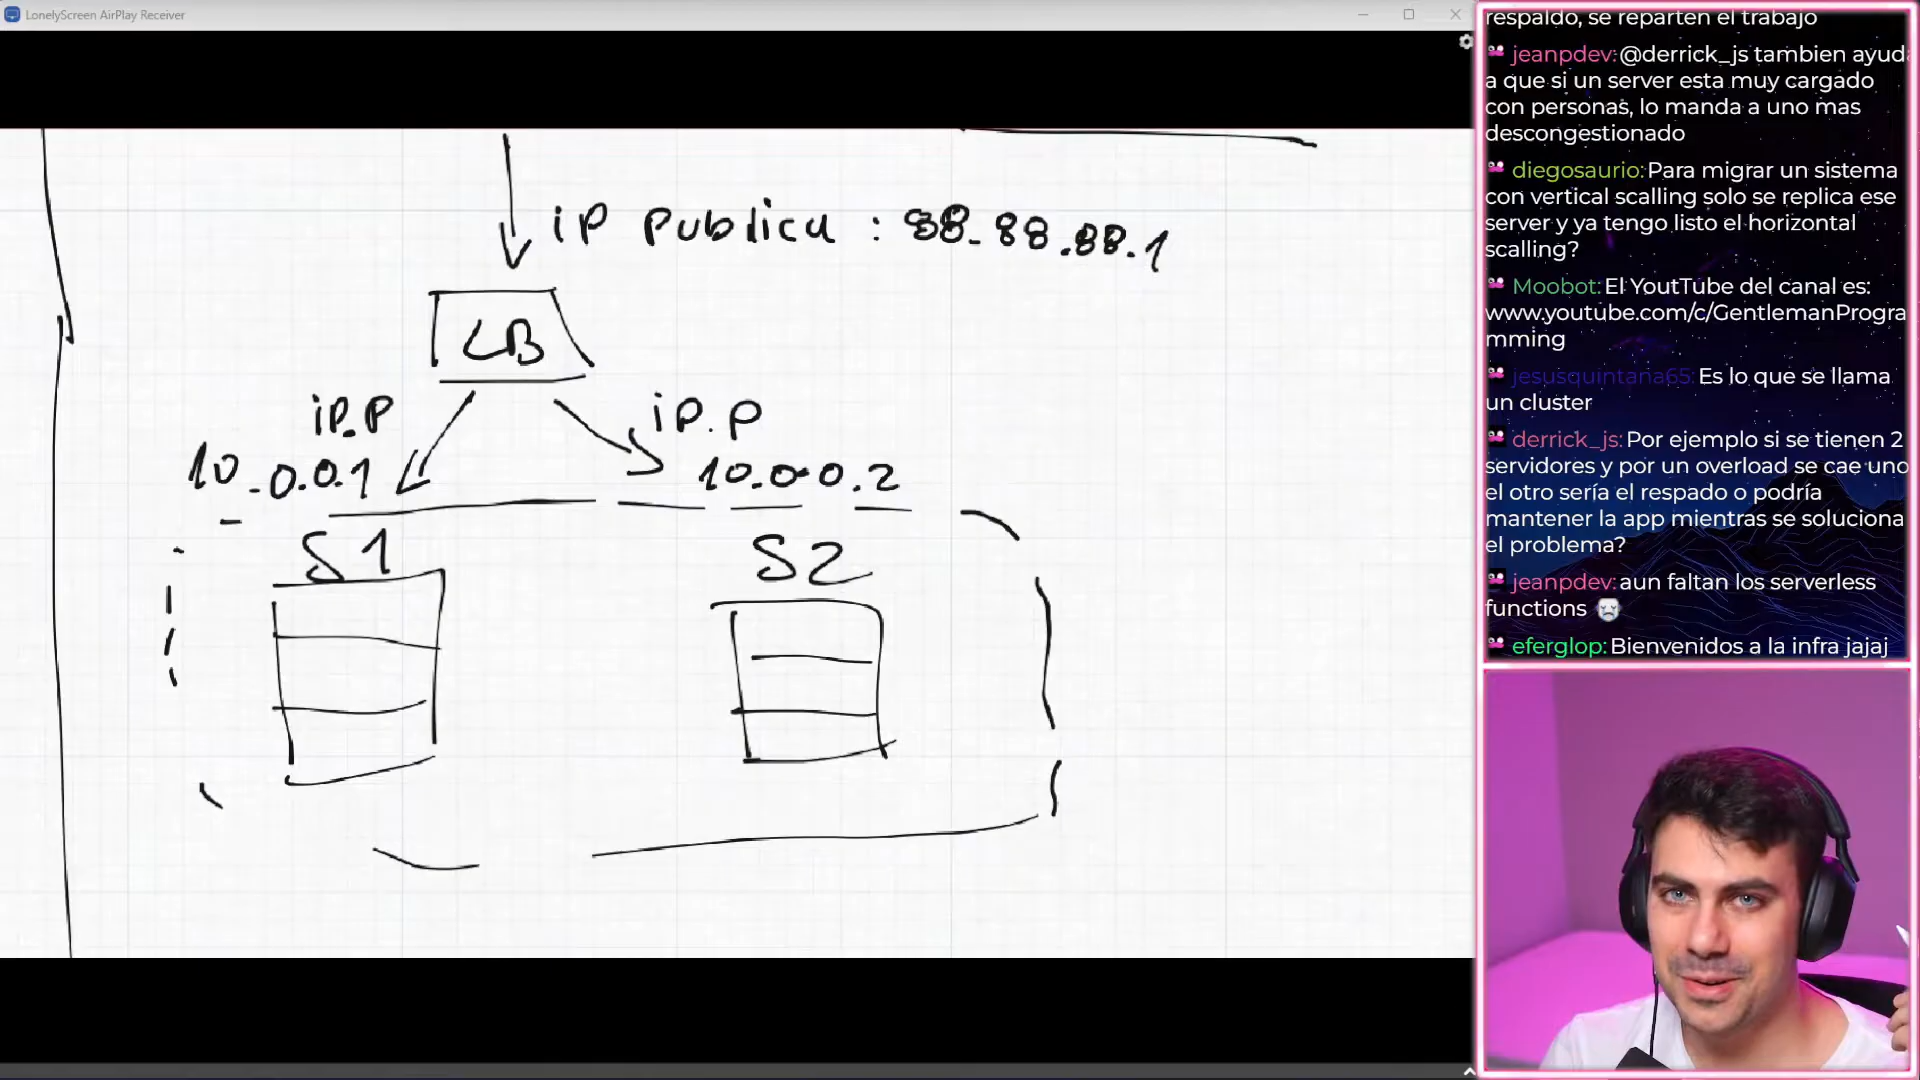 LonelyScreen AirPlay Receiver
iP Publica : 88.88.88.1
LB
iP.P
iP.P
10.0.0.1
10.0.0.2
S1
S2
respaldo, se reparten el trabajo
jeanpdev: @derrick_js tambien ayuda
a que si un server esta muy cargado
con personas, lo manda a uno mas
descongestionado
diegosaurio: Para migrar un sistema
con vertical scalling solo se replica ese
server y ya tengo listo el horizontal
scalling?
Moobot: El YoutTube del canal es:
www.youtube.com/c/GentlemanProgra
mming
jesusquintana65: Es lo que se llama
un cluster
derrick_js: Por ejemplo si se tienen 2
servidores y por un overload se cae uno
el otro sería el respado o podría
mantener la app mientras se soluciona
el problema?
jeanpdev: aun faltan los serverless
functions
eferglop: Bienvenidos a la infra jajaj